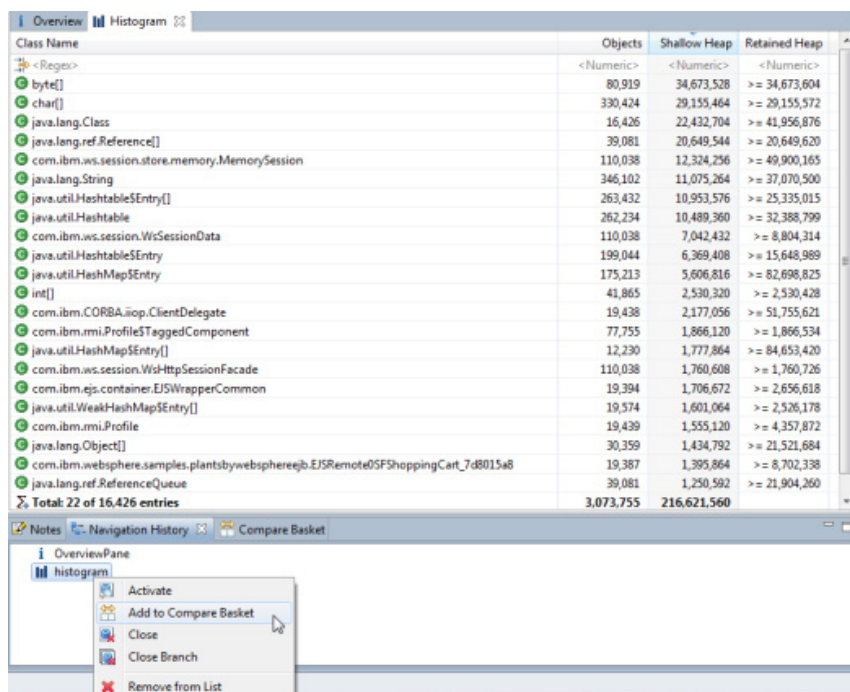 Overview Histogram
Class Name Objects Shallow Heap Retained Heap
<Regex> <Numeric> <Numeric> <Numeric>
byte[] 80,919 34,673,528 >= 34,673,604
char[] 330,424 29,155,464 >= 29,155,572
java.lang.Class 16,426 22,432,704 >= 41,956,876
java.lang.ref.Reference[] 39,081 20,649,544 >= 20,649,620
com.ibm.ws.session.store.memory.MemorySession 110,038 12,324,256 >= 49,900,165
java.lang.String 346,102 11,075,264 >= 37,070,500
java.util.Hashtable$Entry[] 263,432 10,953,576 >= 25,335,015
java.util.Hashtable 262,234 10,489,360 >= 32,388,799
com.ibm.ws.session.WsSessionData 110,038 7,042,432 >= 8,804,314
java.util.Hashtable$Entry 199,044 6,369,408 >= 15,648,989
java.util.HashMap$Entry 175,213 5,606,816 >= 82,698,825
int[] 41,865 2,530,320 >= 2,530,428
com.ibm.CORBA.iiop.ClientDelegate 19,438 2,177,056 >= 51,755,621
com.ibm.rmi.Profile$TaggedComponent 77,755 1,866,120 >= 1,866,534
java.util.HashMap$Entry[] 12,230 1,777,864 >= 84,653,420
com.ibm.ws.session.WsHttpSessionFacade 110,038 1,760,608 >= 1,760,726
com.ibm.ejs.container.EJSWrapperCommon 19,394 1,706,672 >= 2,656,618
java.util.WeakHashMap$Entry[] 19,574 1,601,064 >= 2,526,178
com.ibm.rmi.Profile 19,439 1,555,120 >= 4,357,872
java.lang.Object[] 30,359 1,434,792 >= 21,521,684
com.ibm.websphere.samples.plantsbywebsphereejb.EJSRemote0SFShoppingCart_7d8015a8 19,387 1,395,864 >= 8,702,338
java.lang.ref.ReferenceQueue 39,081 1,250,592 >= 21,904,260
Total: 22 of 16,426 entries 3,073,755 216,621,560
Notes Navigation History Compare Basket
OverviewPane
histogram
Activate
Add to Compare Basket
Close
Close Branch
Remove from List